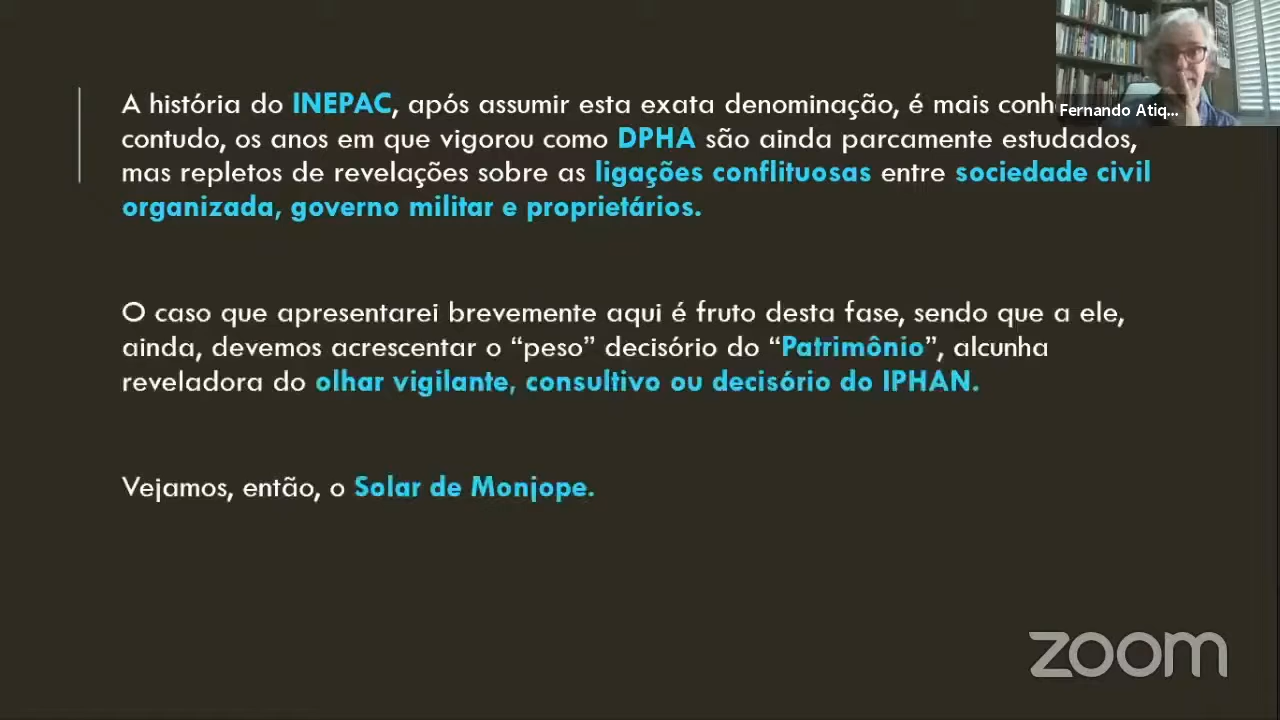 A história do INEPAC, após assumir esta exata denominação, é mais
contudo, os anos em que vigorou como DPHA são ainda parcamente estudados,
mas repletos de revelações sobre as ligações conflituosas entre sociedade civil
organizada, governo militar e proprietários.
O caso que apresentarei brevemente aqui é fruto desta fase, sendo que a ele,
ainda, devemos acrescentar o “peso” decisório do “Patrimônio”, alcunha
reveladora do olhar vigilante, consultivo ou decisório do IPHAN.
Vejamos, então, o Solar de Monjope.
Fernando Atiq...
zoom